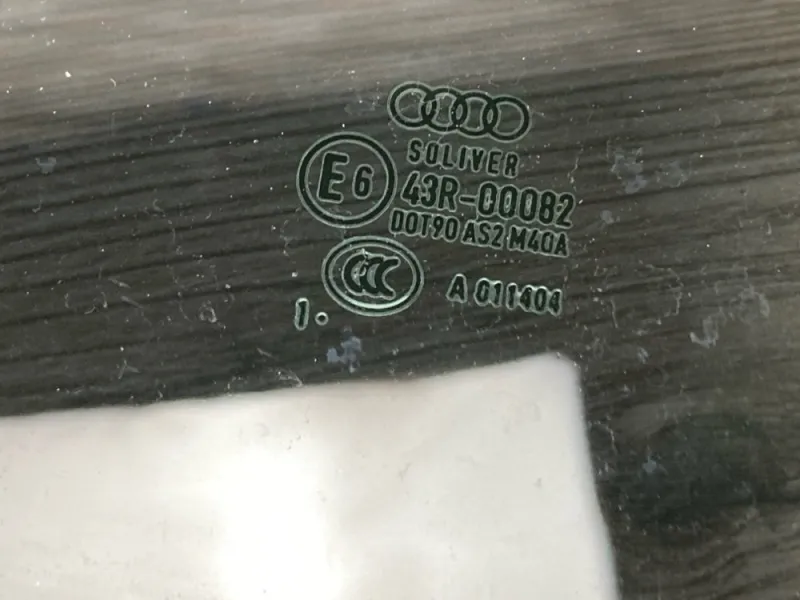 SOLIVER
E6
43R-00082
DOT90 AS2 M40A
CCC
A 011404
1.